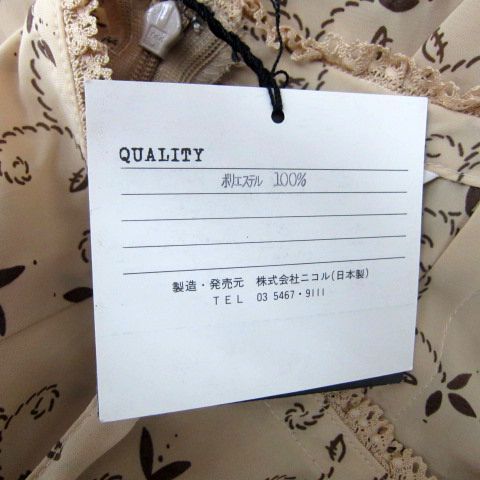 QUALITY
ポリエステル 100%
製造・発売元 株式会社ニコル(日本製)
TEL 03 5467・9111